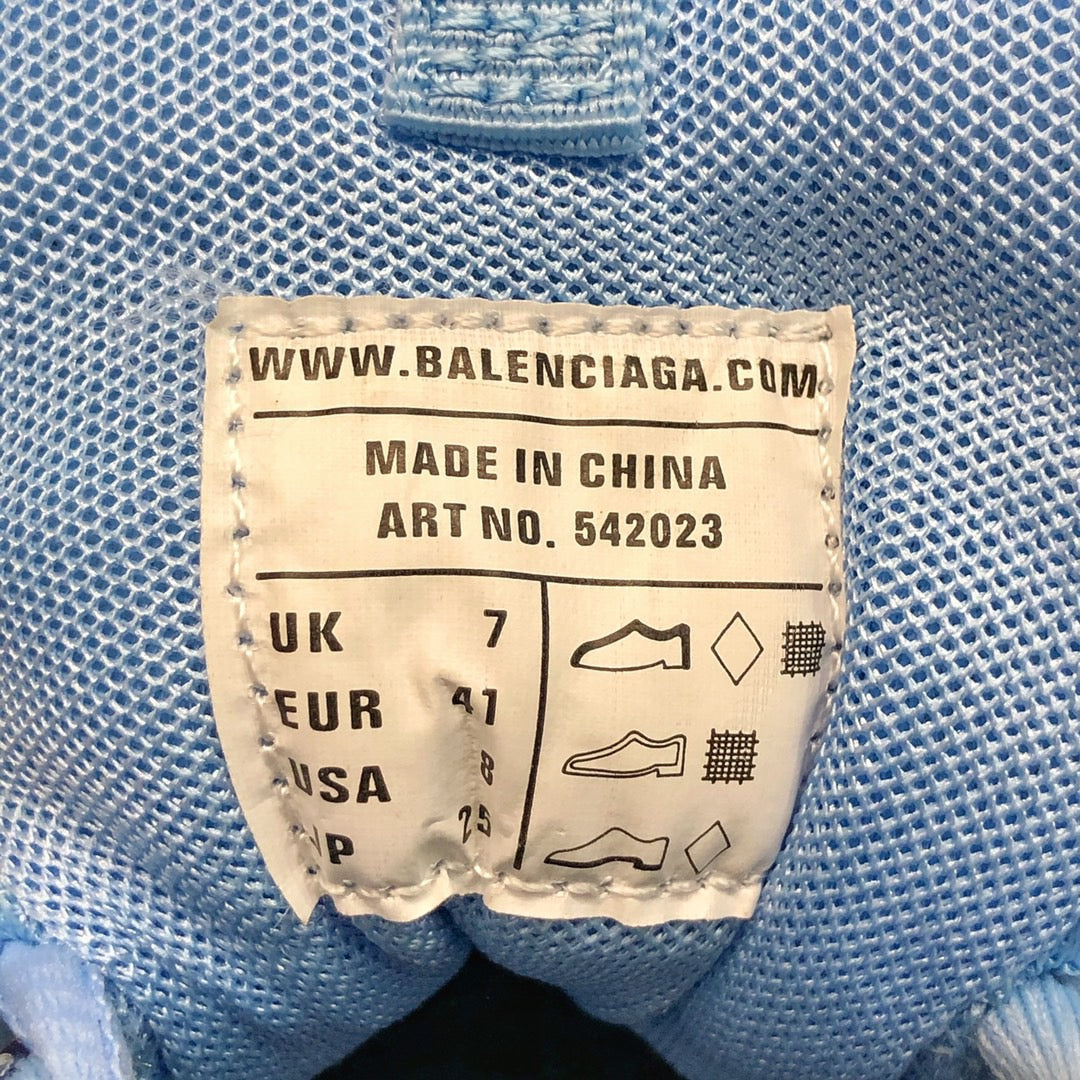 WWW.BALENCIAGA.COM
MADE IN CHINA
ART NO. 542023
UK 7
EUR 41
USA 8
25